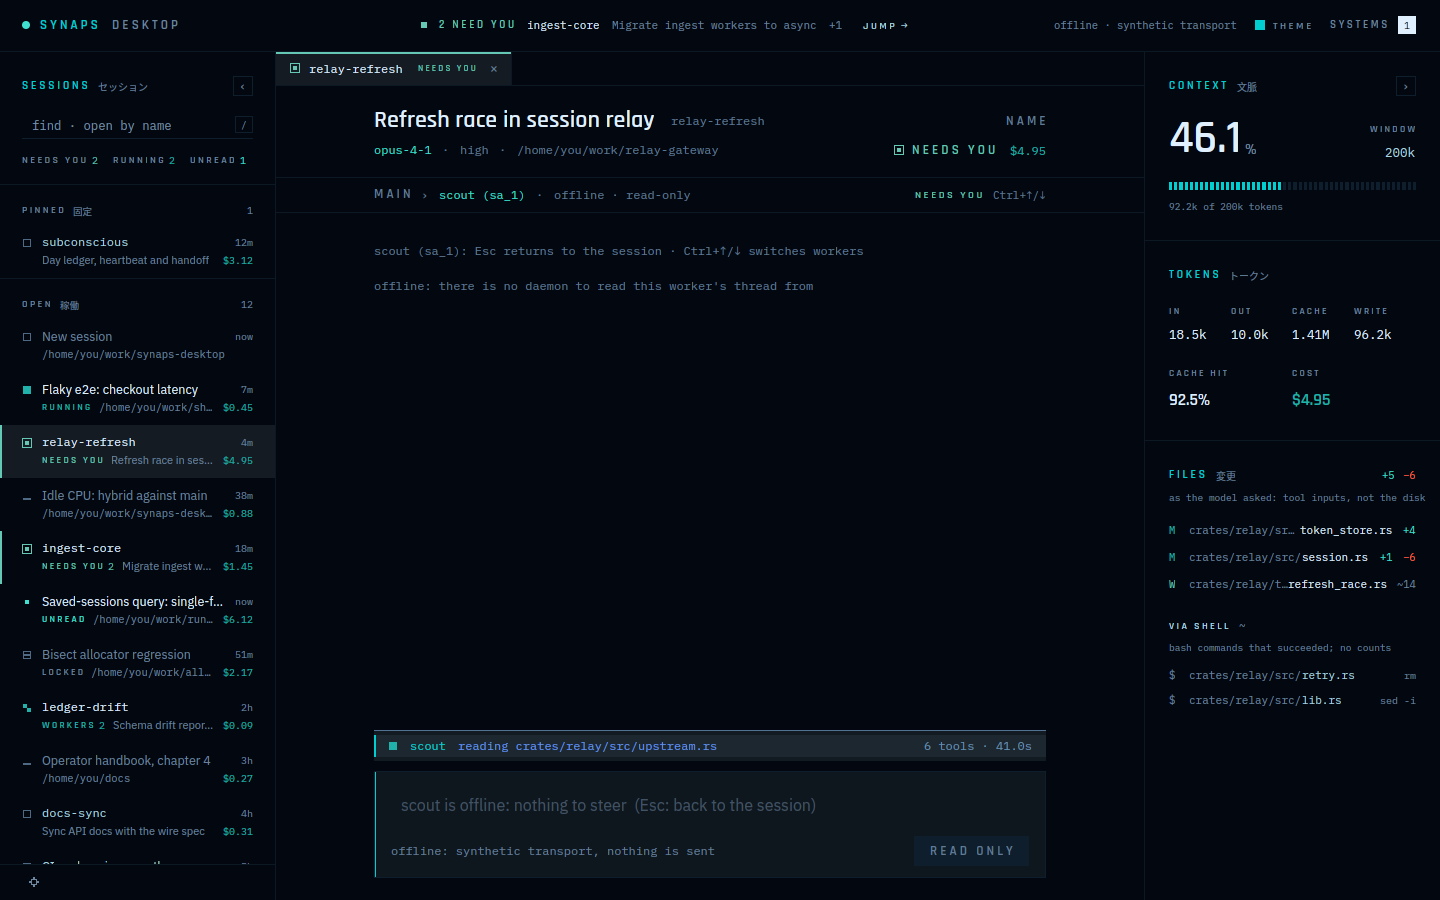 SYNAPS DESKTOP
2 NEED YOU ingest-core Migrate ingest workers to async +1 JUMP →
offline · synthetic transport THEME SYSTEMS 1
SESSIONS セッション ‹
find · open by name /
NEEDS YOU 2 RUNNING 2 UNREAD 1
PINNED 固定 1
subconscious 12m
Day ledger, heartbeat and handoff $3.12
OPEN 稼働 12
New session now
/home/you/work/synaps-desktop
Flaky e2e: checkout latency 7m
RUNNING /home/you/work/sh… $0.45
relay-refresh 4m
NEEDS YOU Refresh race in ses… $4.95
Idle CPU: hybrid against main 38m
/home/you/work/synaps-desk… $0.88
ingest-core 18m
NEEDS YOU 2 Migrate ingest w… $1.45
Saved-sessions query: single-f… now
UNREAD /home/you/work/run… $6.12
Bisect allocator regression 51m
LOCKED /home/you/work/all… $2.17
ledger-drift 2h
WORKERS 2 Schema drift repor… $0.09
Operator handbook, chapter 4 3h
/home/you/docs $0.27
docs-sync 4h
Sync API docs with the wire spec $0.31
relay-refresh NEEDS YOU ×
Refresh race in session relay relay-refresh NAME
opus-4-1 · high · /home/you/work/relay-gateway NEEDS YOU $4.95
MAIN › scout (sa_1) · offline · read-only NEEDS YOU Ctrl+↑/↓
scout (sa_1): Esc returns to the session · Ctrl+↑/↓ switches workers
offline: there is no daemon to read this worker's thread from
scout reading crates/relay/src/upstream.rs 6 tools · 41.0s
scout is offline: nothing to steer (Esc: back to the session)
offline: synthetic transport, nothing is sent READ ONLY
CONTEXT 文脈 ›
46.1% WINDOW
200k
92.2k of 200k tokens
TOKENS トークン
IN OUT CACHE WRITE
18.5k 10.0k 1.41M 96.2k
CACHE HIT COST
92.5% $4.95
FILES 変更 +5 −6
as the model asked: tool inputs, not the disk
M crates/relay/sr… token_store.rs +4
M crates/relay/src/session.rs +1 −6
W crates/relay/t…refresh_race.rs ~14
VIA SHELL ~
bash commands that succeeded; no counts
$ crates/relay/src/retry.rs rm
$ crates/relay/src/lib.rs sed -i